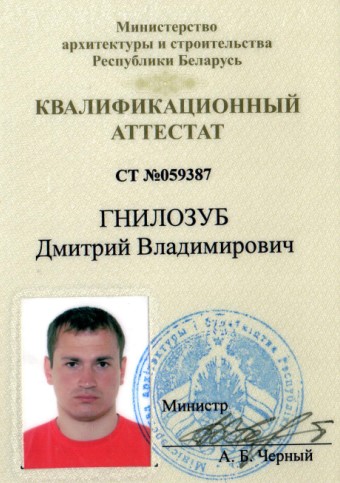 Министерство
архитектуры и строительства
Республики Беларусь
КВАЛИФИКАЦИОННЫЙ
АТТЕСТАТ
СТ №059387
ГНИЛОЗУБ
Дмитрий Владимирович
Министр
А. Б. Черный